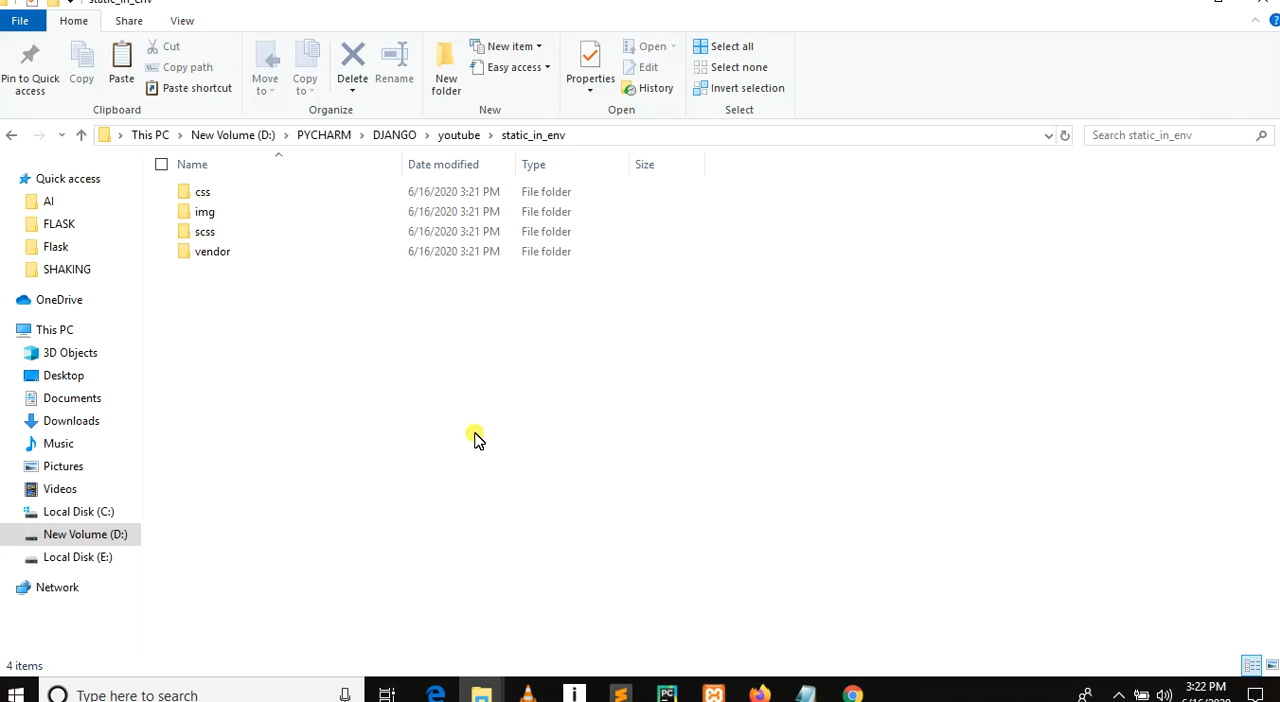 static_in_env
File Home Share View
Pin to Quick access
Copy
Paste
Cut
Copy path
Paste shortcut
Clipboard
Move to
Copy to
Delete
Rename
Organize
New folder
New item
Easy access
New
Properties
Open
Edit
History
Open
Select all
Select none
Invert selection
Select
This PC > New Volume (D:) > PYCHARM > DJANGO > youtube > static_in_env
Search static_in_env
Name Date modified Type Size
css 6/16/2020 3:21 PM File folder
img 6/16/2020 3:21 PM File folder
scss 6/16/2020 3:21 PM File folder
vendor 6/16/2020 3:21 PM File folder
Quick access
AI
FLASK
Flask
SHAKING
OneDrive
This PC
3D Objects
Desktop
Documents
Downloads
Music
Pictures
Videos
Local Disk (C:)
New Volume (D:)
Local Disk (E:)
Network
4 items
Type here to search
3:22 PM
6/16/2020